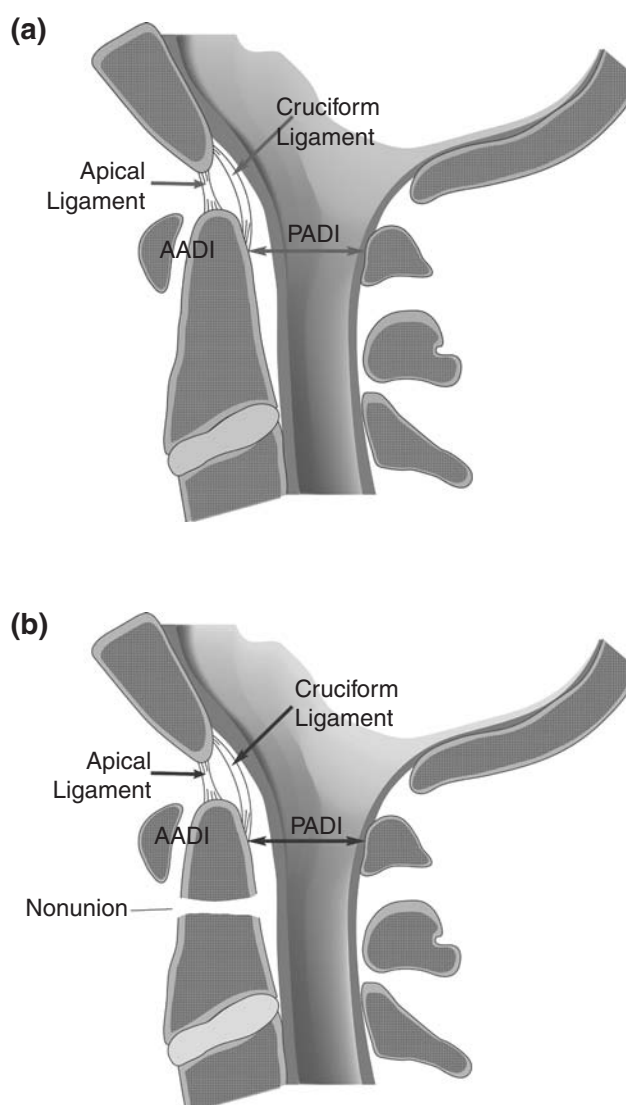 (a)
Cruciform
Ligament
Apical
Ligament
AADI
PADI
(b)
Cruciform
Ligament
Apical
Ligament
AADI
PADI
Nonunion